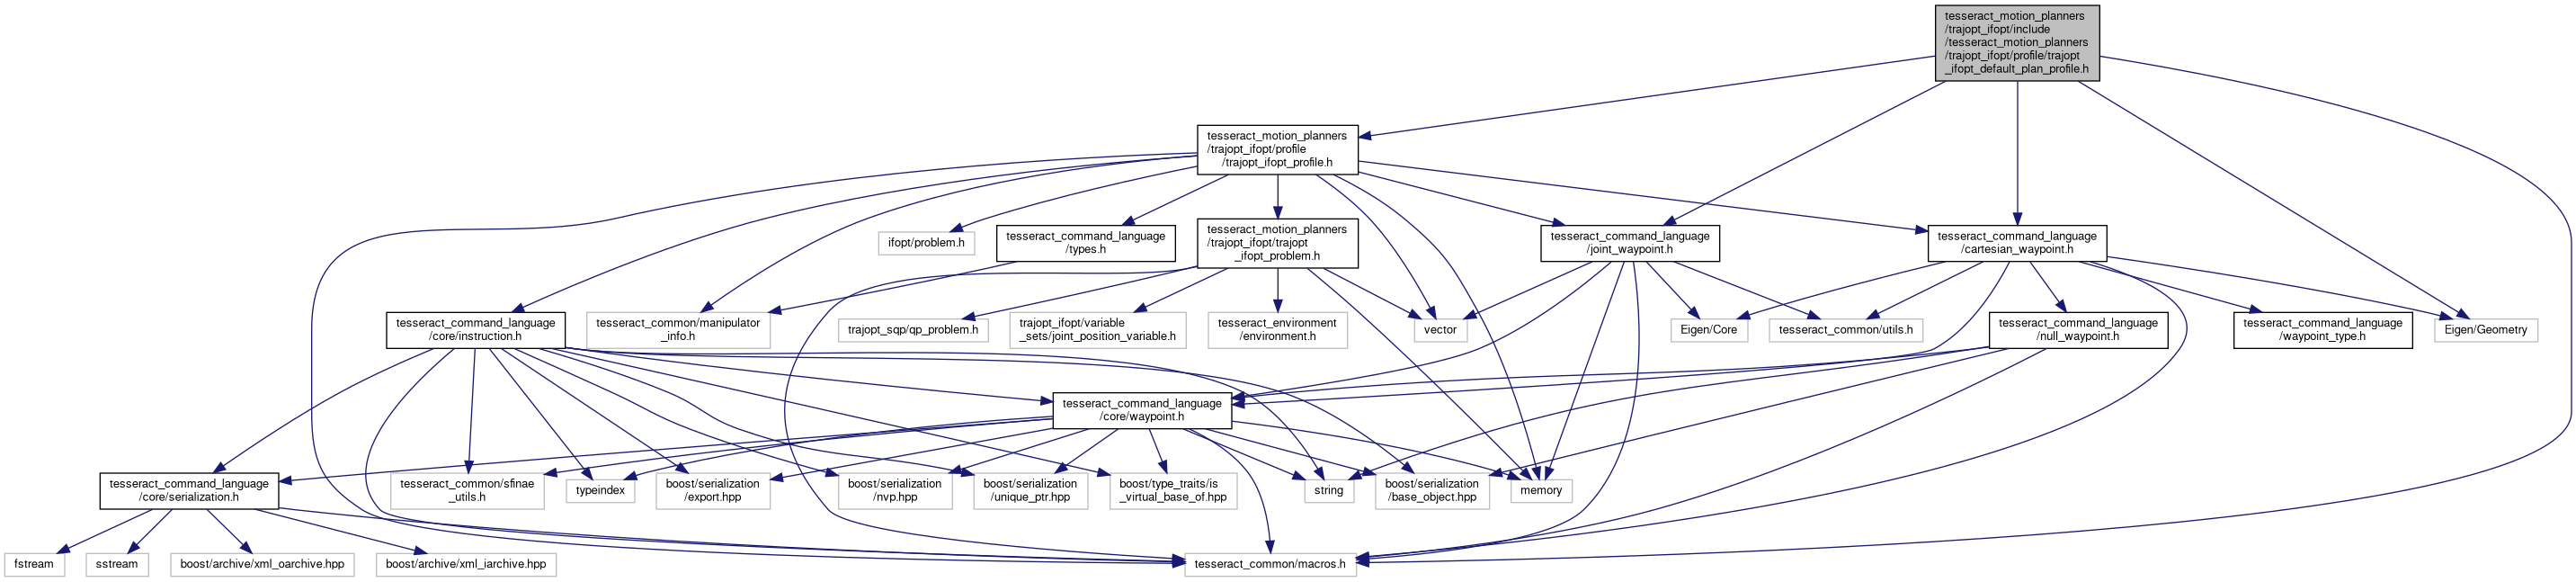 tesseract_motion_planners
/trajopt_ifopt/include
/tesseract_motion_planners
/trajopt_ifopt/profile/trajopt
_ifopt_default_plan_profile.h
tesseract_motion_planners
/trajopt_ifopt/profile
/trajopt_ifopt_profile.h
ifopt/problem.h
tesseract_command_language
/types.h
tesseract_motion_planners
/trajopt_ifopt/trajopt
_ifopt_problem.h
tesseract_command_language
/joint_waypoint.h
tesseract_command_language
/cartesian_waypoint.h
tesseract_command_language
/core/instruction.h
tesseract_common/manipulator
_info.h
trajopt_sqp/qp_problem.h
trajopt_ifopt/variable
_sets/joint_position_variable.h
tesseract_environment
/environment.h
vector
Eigen/Core
tesseract_common/utils.h
tesseract_command_language
/null_waypoint.h
tesseract_command_language
/waypoint_type.h
Eigen/Geometry
tesseract_command_language
/core/waypoint.h
tesseract_command_language
/core/serialization.h
tesseract_common/sfinae
_utils.h
typeindex
boost/serialization
/export.hpp
boost/serialization
/nvp.hpp
boost/serialization
/unique_ptr.hpp
boost/type_traits/is
_virtual_base_of.hpp
string
boost/serialization
/base_object.hpp
memory
fstream
sstream
boost/archive/xml_oarchive.hpp
boost/archive/xml_iarchive.hpp
tesseract_common/macros.h